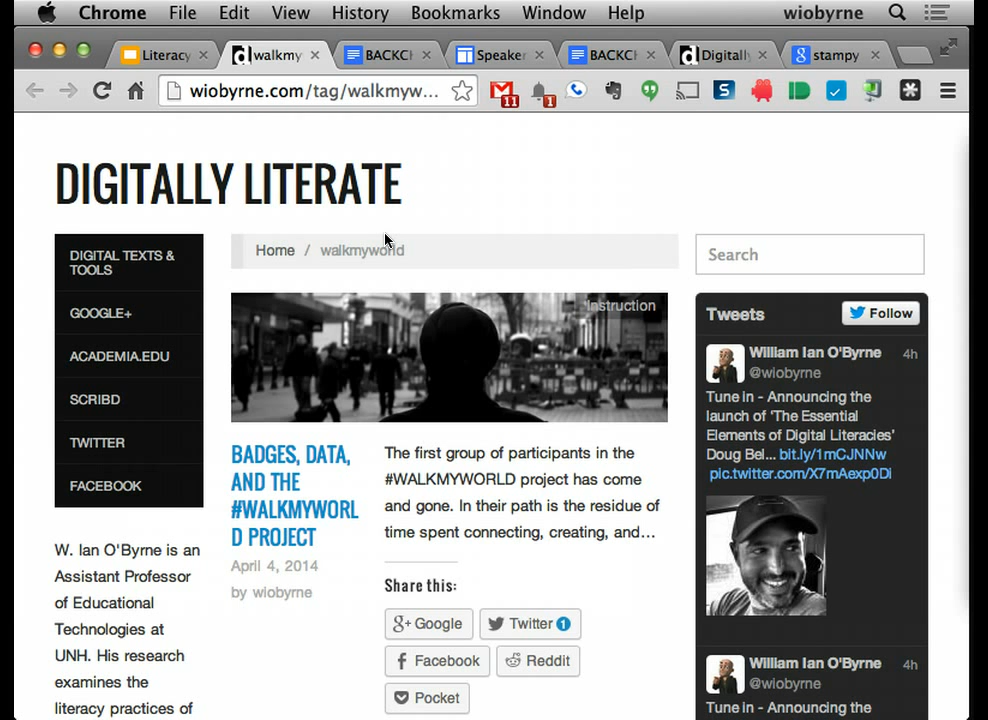 Chrome File Edit View History Bookmarks Window Help wiobyrne
Literacy walkmy BACKCH Speaker BACKCH Digitally stampy
wiobyrne.com/tag/walkmyw... 11 1
DIGITALLY LITERATE
DIGITAL TEXTS &
TOOLS
GOOGLE+
ACADEMIA.EDU
SCRIBD
TWITTER
FACEBOOK
W. Ian O'Byrne is an
Assistant Professor
of Educational
Technologies at
UNH. His research
examines the
literacy practices of
Home / walkmyworld
Instruction
BADGES, DATA,
AND THE
#WALKMYWORL
D PROJECT
April 4, 2014
by wiobyrne
The first group of participants in the
#WALKMYWORLD project has come
and gone. In their path is the residue of
time spent connecting, creating, and...
Share this:
Google Twitter 1
Facebook Reddit
Pocket
Search
Tweets Follow
William Ian O'Byrne 4h
@wiobyrne
Tune in - Announcing the
launch of 'The Essential
Elements of Digital Literacies'
Doug Bel... bit.ly/1mCJNNw
pic.twitter.com/X7mAexp0Di
William Ian O'Byrne 4h
@wiobyrne
Tune in - Announcing the